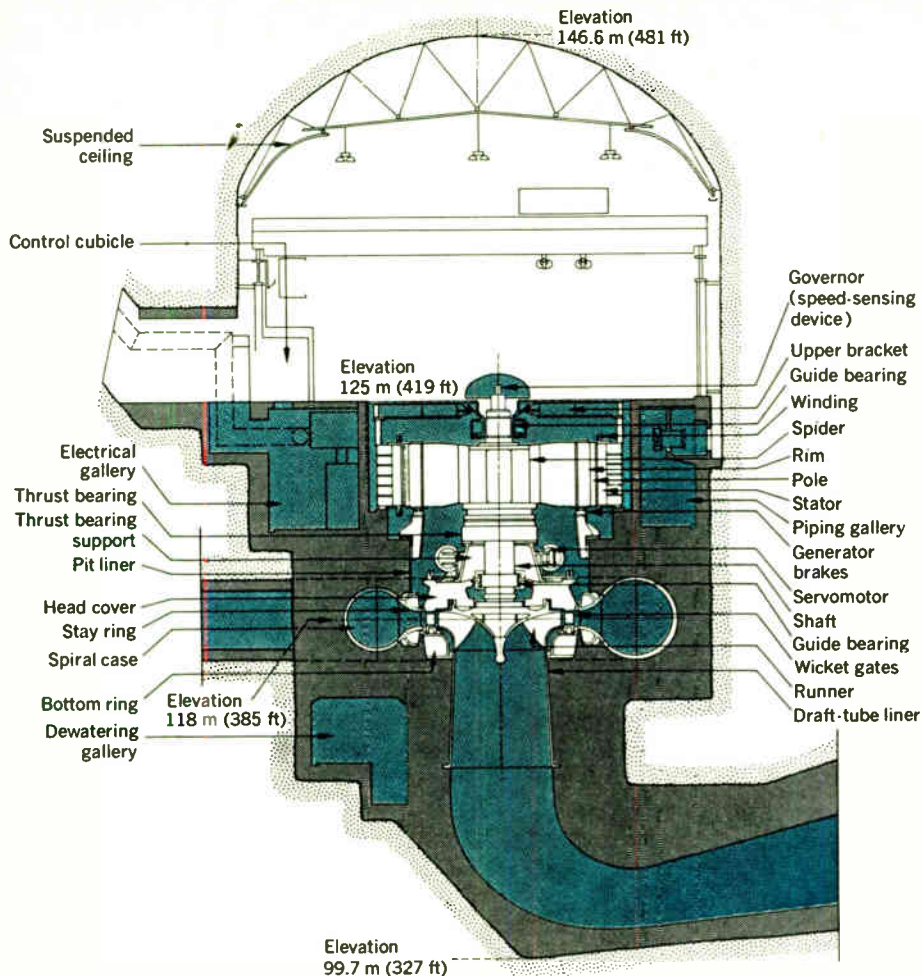 Elevation
146.6 m (481 ft)
Suspended
ceiling
Control cubicle
Elevation
125 m (419 ft)
Electrical
gallery
Thrust bearing
Thrust bearing
support
Pit liner
Head cover
Stay ring
Spiral case
Bottom ring
Elevation
118 m (385 ft)
Dewatering
gallery
Governor
(speed-sensing
device)
Upper bracket
Guide bearing
Winding
Spider
Rim
Pole
Stator
Piping gallery
Generator
brakes
Servomotor
Shaft
Guide bearing
Wicket gates
Runner
Draft-tube liner
Elevation
99.7 m (327 ft)